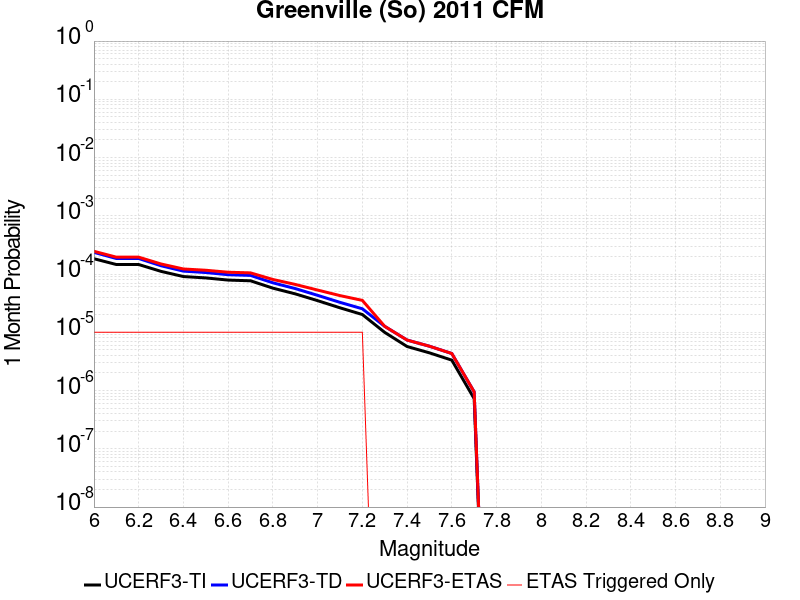 Greenville (So) 2011 CFM
10 0
10 -1
10 -2
10 -3
10 -4
10 -5
10 -6
10 -7
10 -8
1 Month Probability
6 6.2 6.4 6.6 6.8 7 7.2 7.4 7.6 7.8 8 8.2 8.4 8.6 8.8 9
Magnitude
UCERF3-TI UCERF3-TD UCERF3-ETAS ETAS Triggered Only